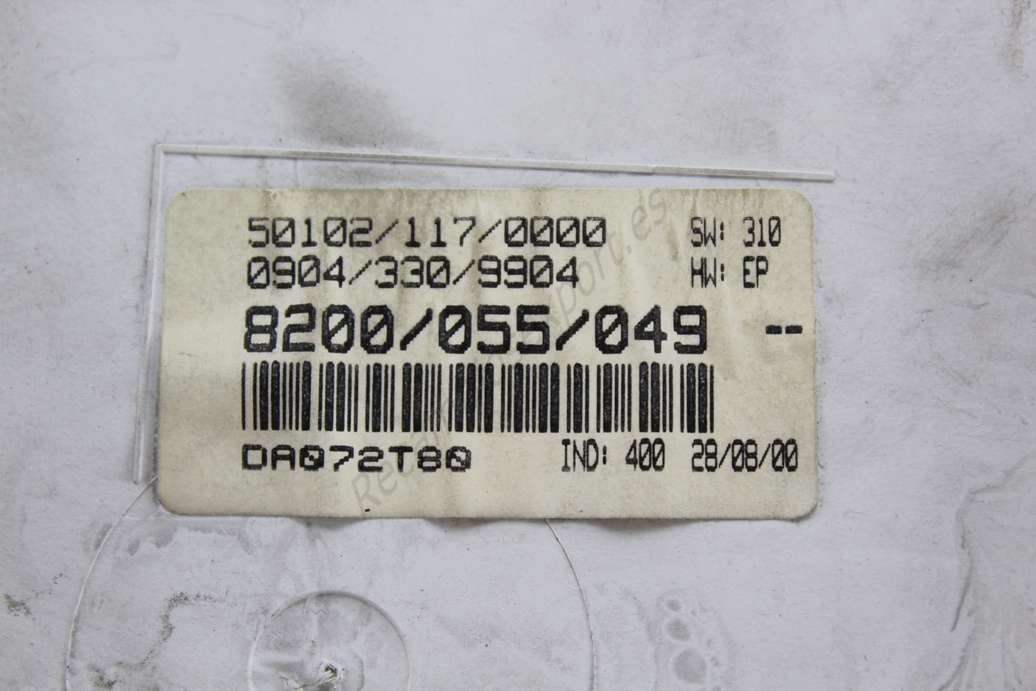 50102/117/0000 SW: 310
0904/330/9904 HW: EP
8200/055/049 --
DA072T80 IND: 400 28/08/00